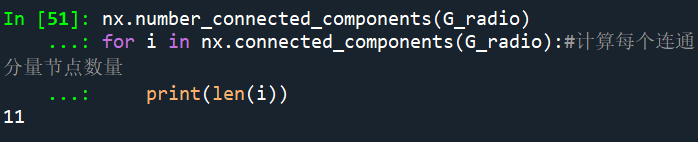 In [51]: nx.number_connected_components(G_radio)
    ...: for i in nx.connected_components(G_radio):#计算每个连通
分量节点数量
    ...:     print(len(i))
11